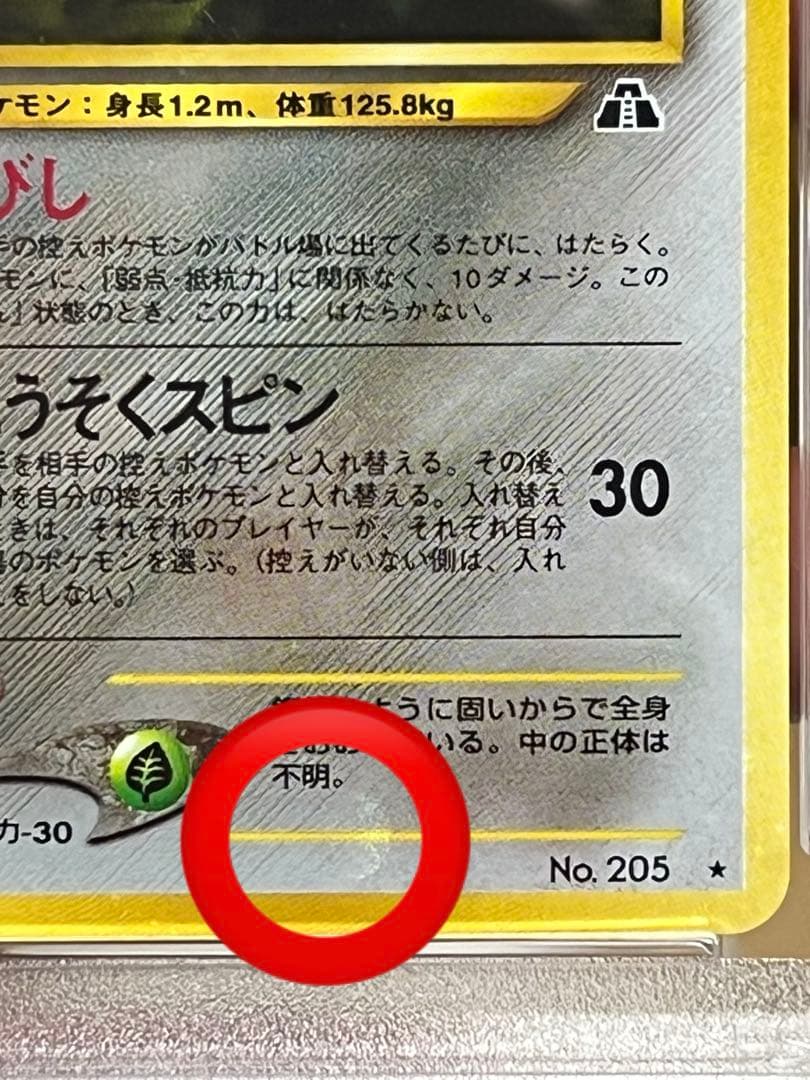 ケモン：身長1.2m、体重125.8kg
びし
手の控えポケモンがバトル場に出てくるたびに、はたらく。
モンに、「弱点・抵抗力」に関係なく、10ダメージ。この
ん」状態のとき、この力は、はたらかない。
うそくスピン
手を相手の控えポケモンと入れ替える。その後、
分を自分の控えポケモンと入れ替える。入れ替え
ときは、それぞれのプレイヤーが、それぞれ自分
場のポケモンを選ぶ。（控えがいない側は、入れ
えをしない。）
30
ように固いからで全身
いる。中の正体は
不明。
力-30
No. 205 ★